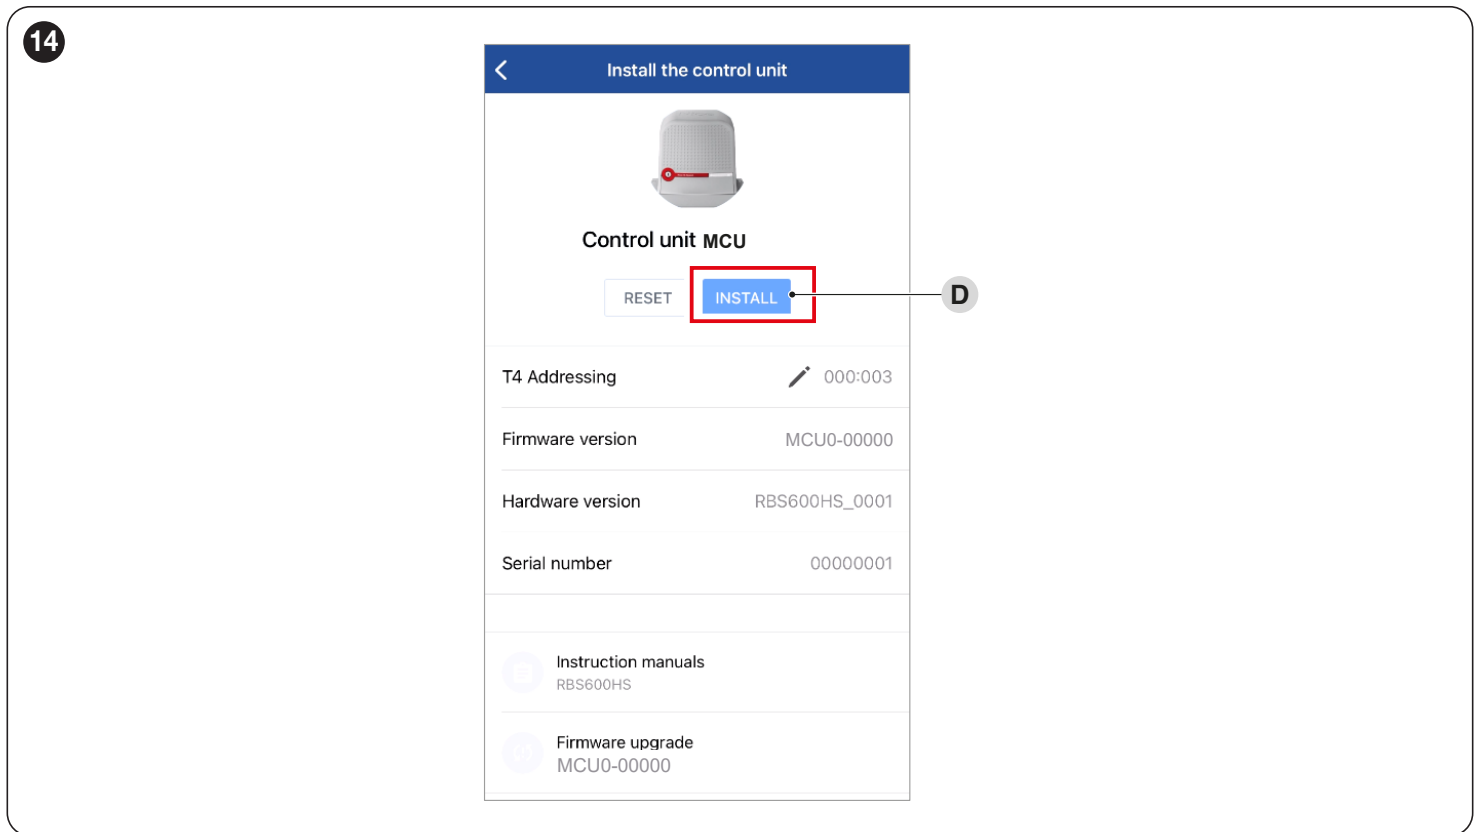 14
Install the control unit
Control unit MCU
RESET INSTALL D
T4 Addressing 000:003
Firmware version MCU0-00000
Hardware version RBS600HS_0001
Serial number 00000001
Instruction manuals
RBS600HS
Firmware upgrade
MCU0-00000